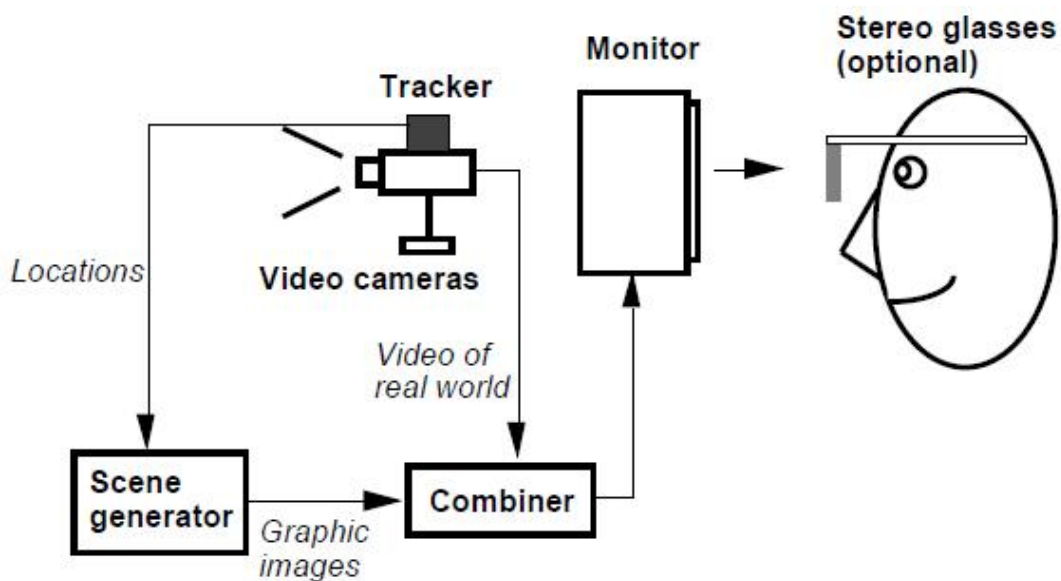 Stereo glasses
(optional)
Monitor
Tracker
Locations
Video cameras
Video of
real world
Scene
generator
Combiner
Graphic
images